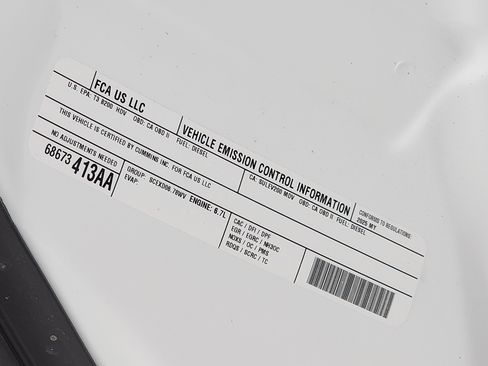 FCA US LLC
VEHICLE EMISSION CONTROL INFORMATION
CONFORMS TO REGULATIONS:
2025 MY
U.S. EPA: T3 B200 HDV OBD: CA OBD II FUEL: DIESEL
CA: SULEV200 MDV OBD: CA OBD II FUEL: DIESEL
THIS VEHICLE IS CERTIFIED BY CUMMINS INC. FOR FCA US LLC
NO ADJUSTMENTS NEEDED
68673413AA
GROUP: SCEXD06.78WV ENGINE: 6.7L
EVAP:
CAC / DFI / DPF
EGR / EGRC / NH3OC
NOXS / OC / PMS
RDQS / SCRC / TC